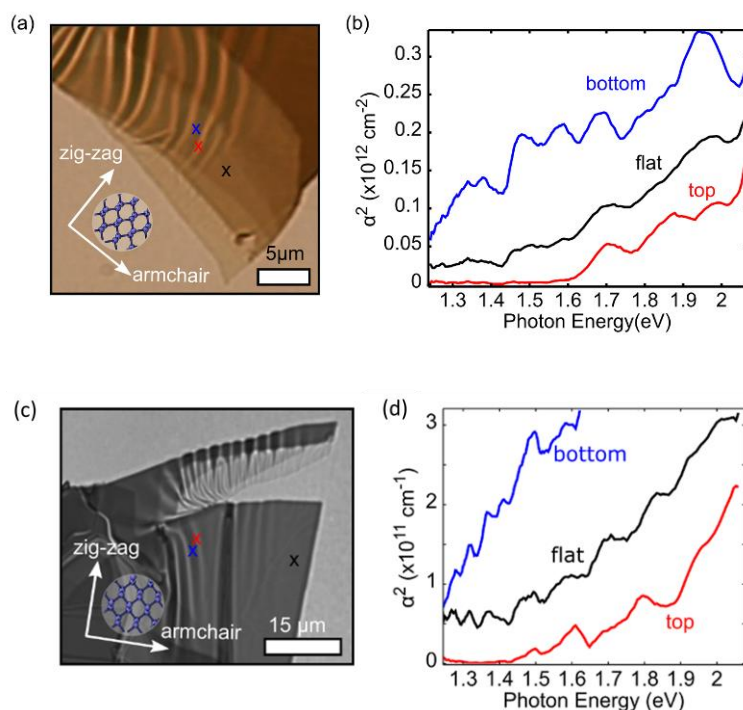 (a)
zig-zag
armchair
5μm
x
x
x
(b)
α² (x10¹² cm⁻²)
0.3
0.25
0.2
0.15
0.1
0.05
0
bottom
flat
top
1.3 1.4 1.5 1.6 1.7 1.8 1.9 2
Photon Energy(eV)
(c)
zig-zag
armchair
15 μm
x
x
x
(d)
α² (x10¹¹ cm⁻¹)
3
2
1
0
bottom
flat
top
1.3 1.4 1.5 1.6 1.7 1.8 1.9 2
Photon Energy (eV)